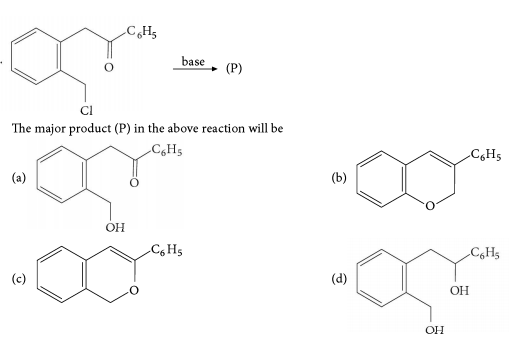 C₆H₅
O
base
(P)
Cl
The major product (P) in the above reaction will be
(a)
C₆H₅
O
OH
(b)
C₆H₅
O
(c)
C₆H₅
O
(d)
C₆H₅
OH
OH